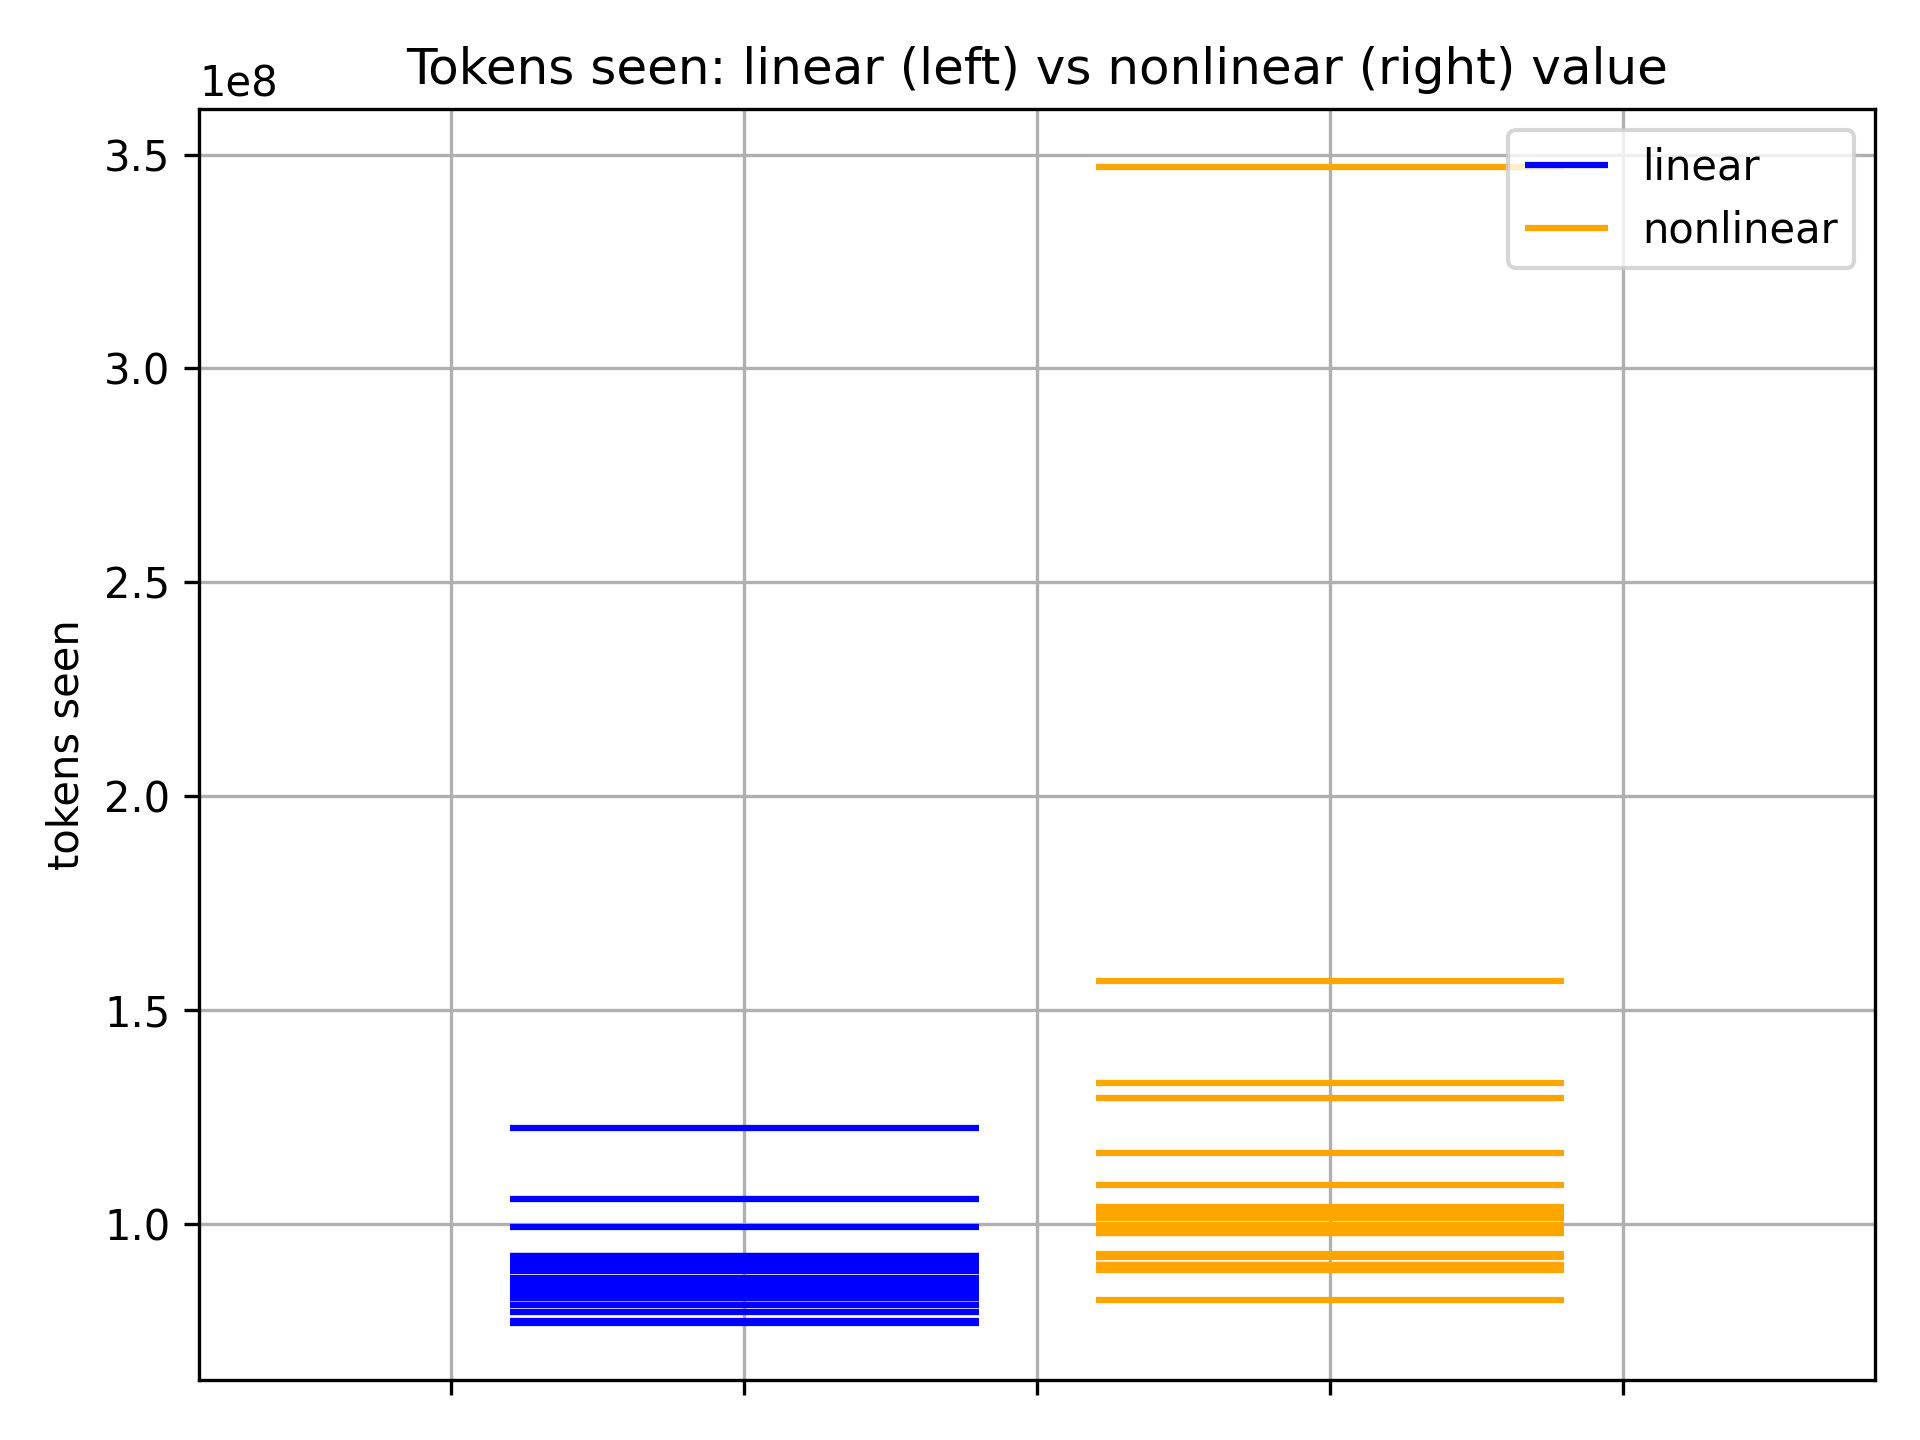 Tokens seen: linear (left) vs nonlinear (right) value
1e8
3.5
3.0
2.5
2.0
1.5
1.0
tokens seen
linear
nonlinear